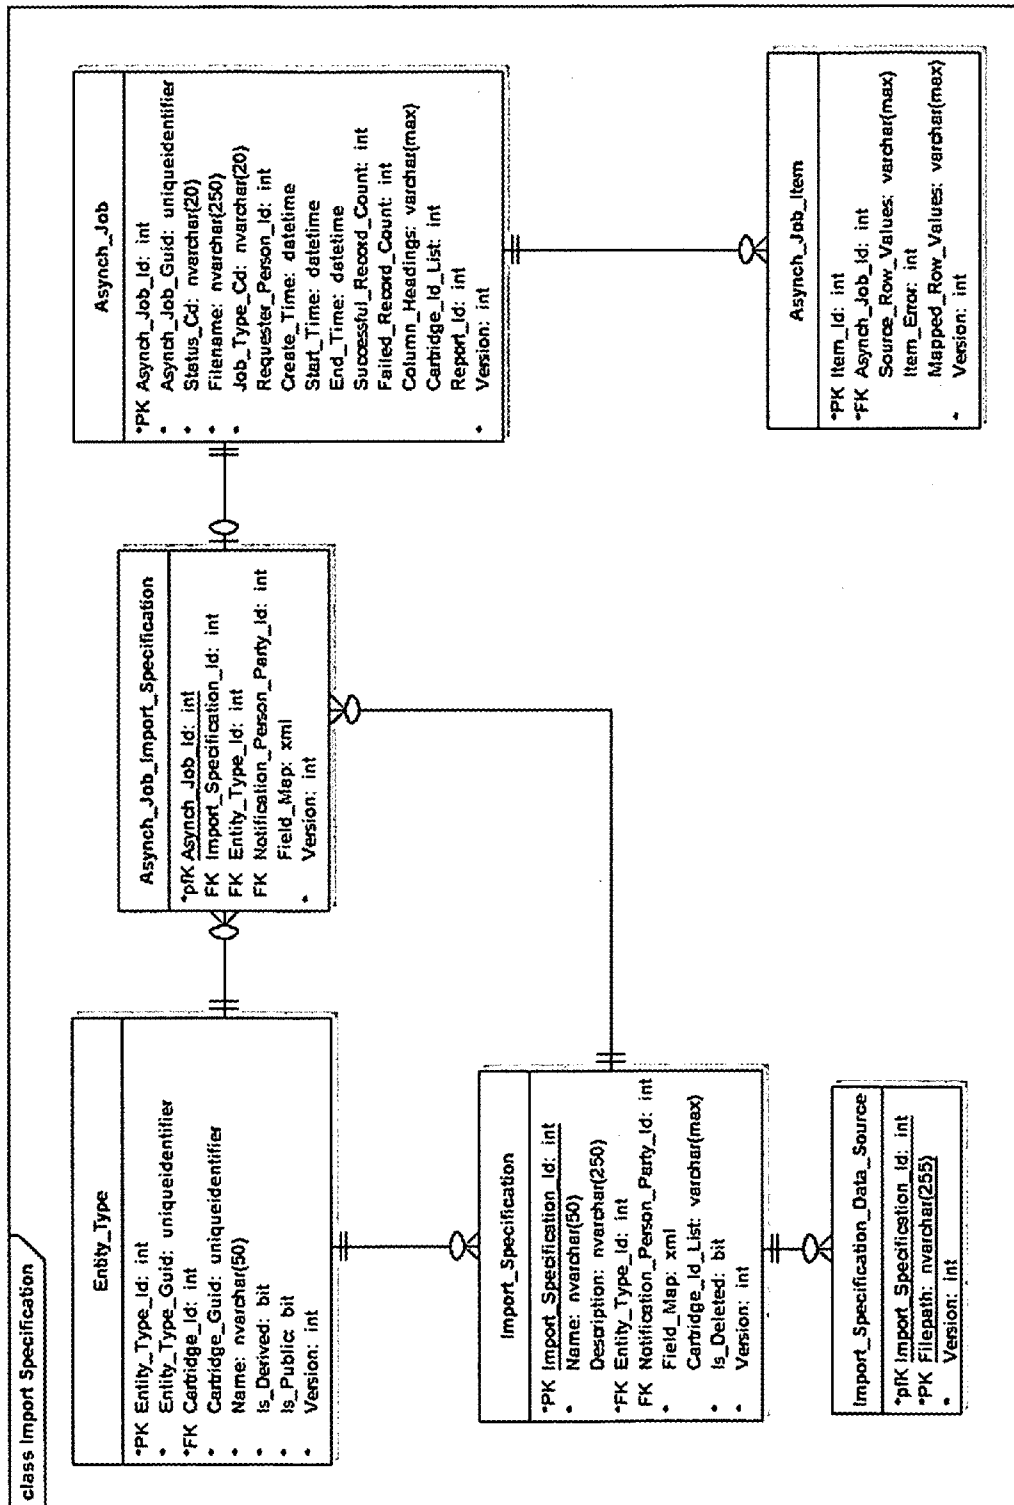 class Import Specification
Entity_Type
*PK Entity_Type_Id: int
* Entity_Type_Guid: uniqueidentifier
*FK Cartridge_Id: int
* Cartridge_Guid: uniqueidentifier
* Name: nvarchar(50)
* Is_Derived: bit
* Is_Public: bit
* Version: int
Asynch_Job_Import_Specification
*pfK Asynch_Job_Id: int
FK Import_Specification_Id: int
FK Entity_Type_Id: int
FK Notification_Person_Party_Id: int
Field_Map: xml
* Version: int
Asynch_Job
*PK Asynch_Job_Id: int
* Asynch_Job_Guid: uniqueidentifier
* Status_Cd: nvarchar(20)
* Filename: nvarchar(250)
* Job_Type_Cd: nvarchar(20)
Requester_Person_Id: int
Create_Time: datetime
Start_Time: datetime
End_Time: datetime
Successful_Record_Count: int
Failed_Record_Count: int
Column_Headings: varchar(max)
Cartridge_Id_List: int
Report_Id: int
* Version: int
Import_Specification
*PK Import_Specification_Id: int
* Name: nvarchar(50)
Description: nvarchar(250)
*FK Entity_Type_Id: int
FK Notification_Person_Party_Id: int
* Field_Map: xml
Cartridge_Id_List: varchar(max)
* Is_Deleted: bit
* Version: int
Import_Specification_Data_Source
*pfK Import_Specification_Id: int
*PK Filepath: nvarchar(255)
* Version: int
Asynch_Job_Item
*PK Item_Id: int
*FK Asynch_Job_Id: int
Source_Row_Values: varchar(max)
Item_Error: int
Mapped_Row_Values: varchar(max)
* Version: int